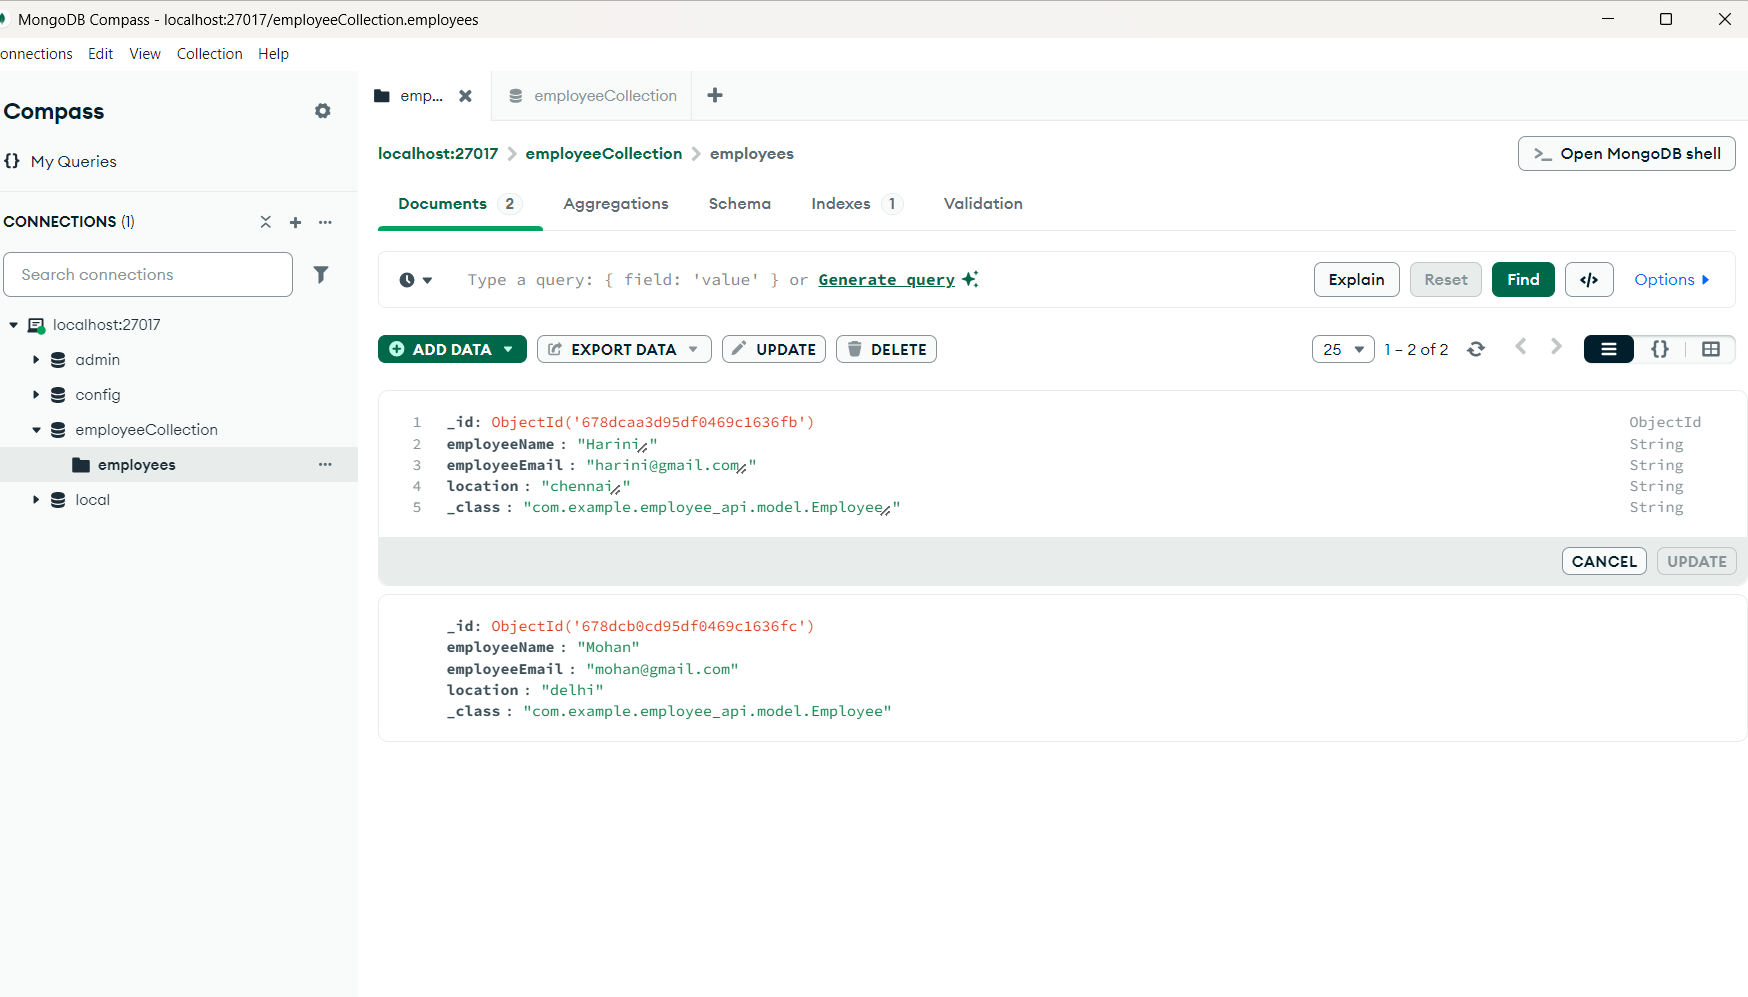 MongoDB Compass - localhost:27017/employeeCollection.employees
onnections Edit View Collection Help
Compass
{} My Queries
CONNECTIONS (1)
Search connections
localhost:27017
admin
config
employeeCollection
employees
local
emp...
employeeCollection
localhost:27017 > employeeCollection > employees
>_ Open MongoDB shell
Documents 2 Aggregations Schema Indexes 1 Validation
Type a query: { field: 'value' } or Generate query
Explain Reset Find </> Options
ADD DATA EXPORT DATA UPDATE DELETE
25 1 – 2 of 2 {}
1 _id: ObjectId('678dcaa3d95df0469c1636fb') ObjectId
2 employeeName : "Harini" String
3 employeeEmail : "harini@gmail.com" String
4 location : "chennai" String
5 _class : "com.example.employee_api.model.Employee" String
CANCEL UPDATE
_id: ObjectId('678dcb0cd95df0469c1636fc')
employeeName : "Mohan"
employeeEmail : "mohan@gmail.com"
location : "delhi"
_class : "com.example.employee_api.model.Employee"